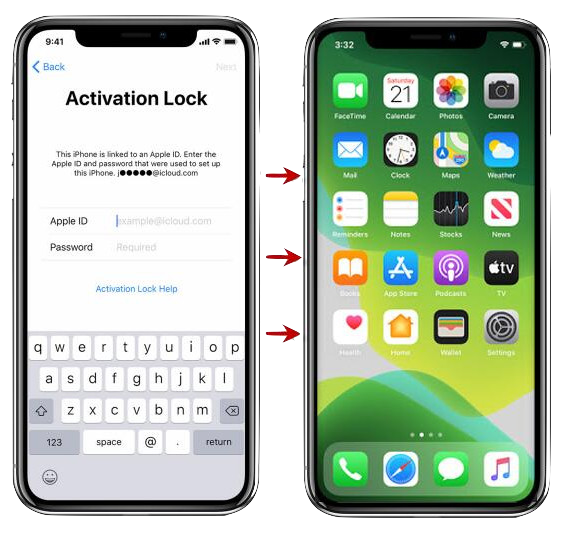 9:41
Back
Next
Activation Lock
This iPhone is linked to an Apple ID. Enter the
Apple ID and password that were used to set up
this iPhone. j●●●●●@icloud.com
Apple ID example@icloud.com
Password Required
Activation Lock Help
q w e r t y u i o p
a s d f g h j k l
z x c v b n m
123 space @ . return
3:32
Saturday
21
FaceTime Calendar Photos Camera
Mail Clock Maps Weather
Reminders Notes Stocks News
tv
Books App Store Podcasts TV
Health Home Wallet Settings